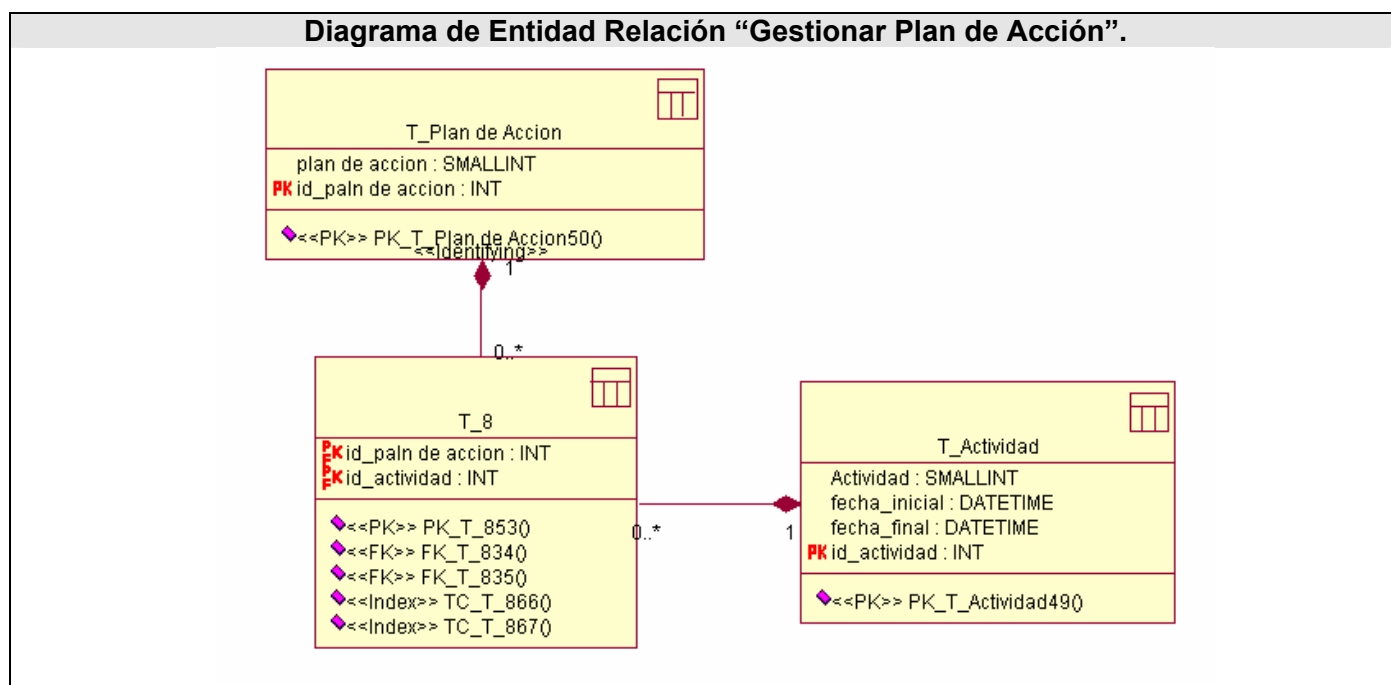 Diagrama de Entidad Relación “Gestionar Plan de Acción”.
T_Plan de Accion
plan de accion : SMALLINT
PK id_paln de accion : INT
<<PK>> PK_T_Plan de Accion50()
<<Identifying>>
1
0..*
T_8
PFK id_paln de accion : INT
PFK id_actividad : INT
<<PK>> PK_T_853()
<<FK>> FK_T_834()
<<FK>> FK_T_835()
<<Index>> TC_T_866()
<<Index>> TC_T_867()
0..*
1
T_Actividad
Actividad : SMALLINT
fecha_inicial : DATETIME
fecha_final : DATETIME
PK id_actividad : INT
<<PK>> PK_T_Actividad49()